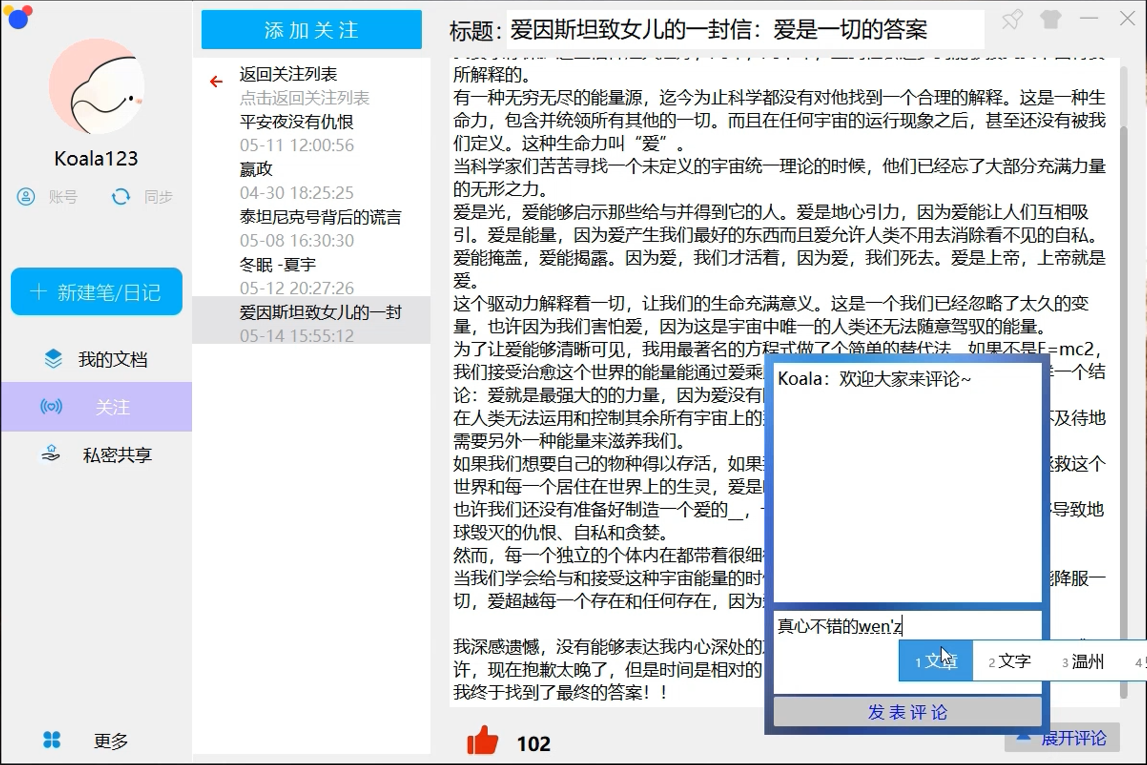 添加关注
标题：
爱因斯坦致女儿的一封信：爱是一切的答案
Koala123
账号
同步
新建笔/日记
我的文档
关注
私密共享
更多
返回关注列表
点击返回关注列表
平安夜没有仇恨
05-11 12:00:56
嬴政
04-30 18:25:25
泰坦尼克号背后的谎言
05-08 16:30:30
冬眠 -夏宇
05-12 20:27:26
爱因斯坦致女儿的一封
05-14 15:55:12
所解释的。
有一种无穷无尽的能量源，迄今为止科学都没有对他找到一个合理的解释。这是一种生
命力，包含并统领所有其他的一切。而且在任何宇宙的运行现象之后，甚至还没有被我
们定义。这种生命力叫“爱”。
当科学家们苦苦寻找一个未定义的宇宙统一理论的时候，他们已经忘了大部分充满力量
的无形之力。
爱是光，爱能够启示那些给与并得到它的人。爱是地心引力，因为爱能让人们互相吸
引。爱是能量，因为爱产生我们最好的东西而且爱允许人类不用去消除看不见的自私。
爱能掩盖，爱能揭露。因为爱，我们才活着，因为爱，我们死去。爱是上帝，上帝就是
爱。
这个驱动力解释着一切，让我们的生命充满意义。这是一个我们已经忽略了太久的变
量，也许因为我们害怕爱，因为这是宇宙中唯一的人类还无法随意驾驭的能量。
为了让爱能够清晰可见，我用最著名的方程式做了个简单的替代法。如果不是E=mc2，
我们接受治愈这个世界的能量能通过爱乘 一个结
论：爱就是最强大的的力量，因为爱没有
在人类无法运用和控制其余所有宇宙上的 及待地
需要另外一种能量来滋养我们。
如果我们想要自己的物种得以存活，如果 拯救这个
世界和每一个居住在世界上的生灵，爱是
也许我们还没有准备好制造一个爱的__， 导致地
球毁灭的仇恨、自私和贪婪。
然而，每一个独立的个体内在都带着很细
当我们学会给与和接受这种宇宙能量的时 能降服一
切，爱超越每一个存在和任何存在，因为
我深感遗憾，没有能够表达我内心深处的
许，现在抱歉太晚了，但是时间是相对的
我终于找到了最终的答案！！
102
Koala：欢迎大家来评论~
真心不错的wen'z
1 文章 2 文字 3 温州 4
发表评论
展开评论